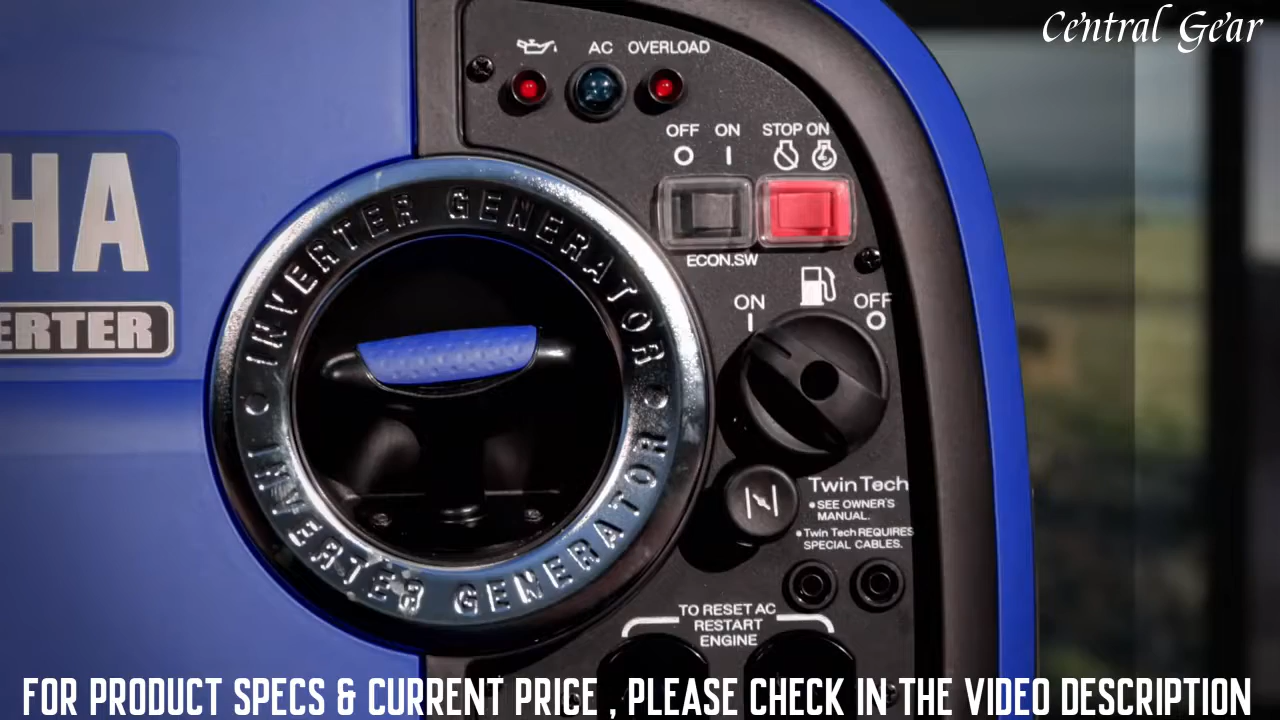 Central Gear
AC OVERLOAD
OFF ON
STOP ON
HA
INVERTER GENERATOR
ECON.SW
ON
OFF
ERTER
Twin Tech
• SEE OWNER'S
MANUAL.
• Twin Tech REQUIRES
SPECIAL CABLES.
INVERTER GENERATOR
TO RESET AC
RESTART
ENGINE
FOR PRODUCT SPECS & CURRENT PRICE , PLEASE CHECK IN THE VIDEO DESCRIPTION